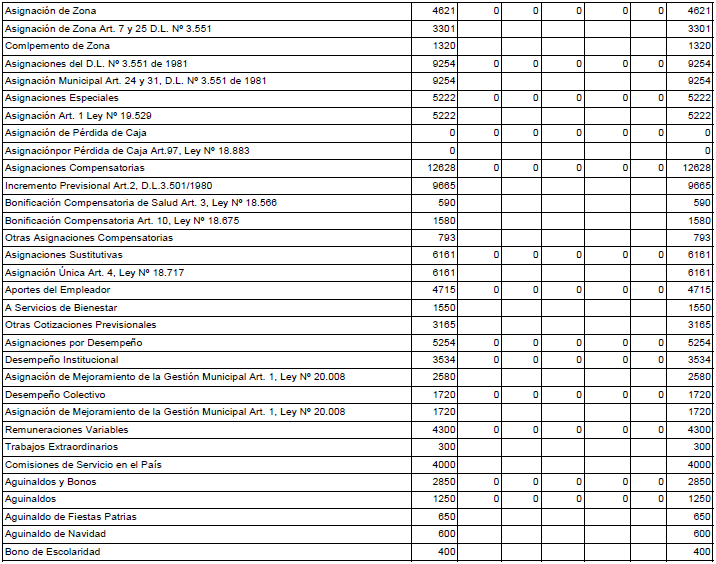 Asignación de Zona 4621 0 0 0 0 0 4621
Asignación de Zona Art. 7 y 25 D.L. Nº 3.551 3301 3301
Comlpemento de Zona 1320 1320
Asignaciones del D.L. Nº 3.551 de 1981 9254 0 0 0 0 0 9254
Asignación Municipal Art. 24 y 31, D.L. Nº 3.551 de 1981 9254 9254
Asignaciones Especiales 5222 0 0 0 0 0 5222
Asignación Art. 1 Ley Nº 19.529 5222 5222
Asignación de Pérdida de Caja 0 0 0 0 0 0 0
Asignaciónpor Pérdida de Caja Art.97, Ley Nº 18.883 0 0
Asignaciones Compensatorias 12628 0 0 0 0 0 12628
Incremento Previsional Art.2, D.L.3.501/1980 9665 9665
Bonificación Compensatoria de Salud Art. 3, Ley Nº 18.566 590 590
Bonificación Compensatoria Art. 10, Ley Nº 18.675 1580 1580
Otras Asignaciones Compensatorias 793 793
Asignaciones Sustitutivas 6161 0 0 0 0 0 6161
Asignación Única Art. 4, Ley Nº 18.717 6161 6161
Aportes del Empleador 4715 0 0 0 0 0 4715
A Servicios de Bienestar 1550 1550
Otras Cotizaciones Previsionales 3165 3165
Asignaciones por Desempeño 5254 0 0 0 0 0 5254
Desempeño Institucional 3534 0 0 0 0 0 3534
Asignación de Mejoramiento de la Gestión Municipal Art. 1, Ley Nº 20.008 2580 2580
Desempeño Colectivo 1720 0 0 0 0 0 1720
Asignación de Mejoramiento de la Gestión Municipal Art. 1, Ley Nº 20.008 1720 1720
Remuneraciones Variables 4300 0 0 0 0 0 4300
Trabajos Extraordinarios 300 300
Comisiones de Servicio en el País 4000 4000
Aguinaldos y Bonos 2850 0 0 0 0 0 2850
Aguinaldos 1250 0 0 0 0 0 1250
Aguinaldo de Fiestas Patrias 650 650
Aguinaldo de Navidad 600 600
Bono de Escolaridad 400 400